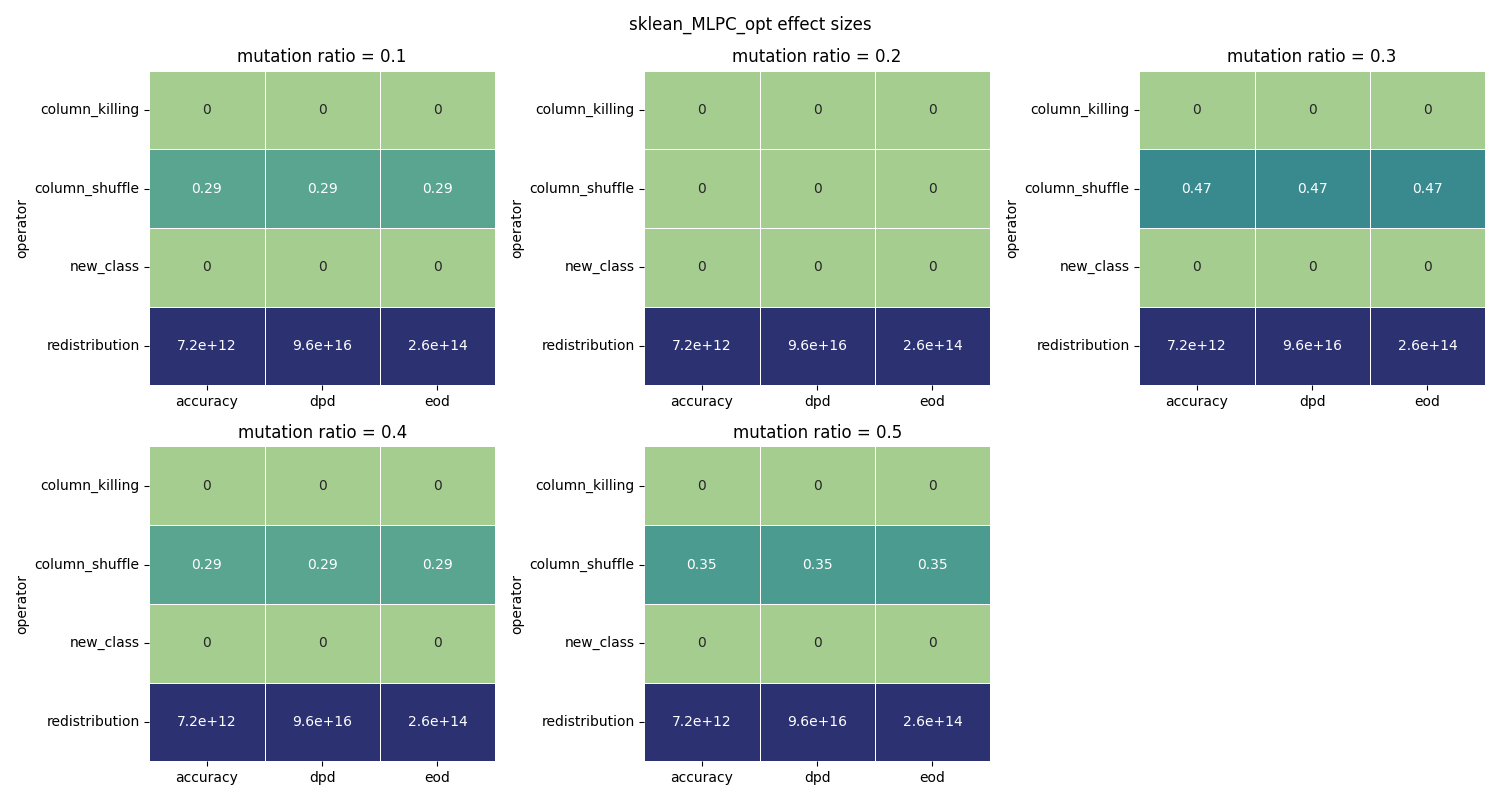 sklean_MLPC_opt effect sizes
mutation ratio = 0.1
operator
column_killing 0 0 0
column_shuffle 0.29 0.29 0.29
new_class 0 0 0
redistribution 7.2e+12 9.6e+16 2.6e+14
accuracy dpd eod
mutation ratio = 0.2
operator
column_killing 0 0 0
column_shuffle 0 0 0
new_class 0 0 0
redistribution 7.2e+12 9.6e+16 2.6e+14
accuracy dpd eod
mutation ratio = 0.3
operator
column_killing 0 0 0
column_shuffle 0.47 0.47 0.47
new_class 0 0 0
redistribution 7.2e+12 9.6e+16 2.6e+14
accuracy dpd eod
mutation ratio = 0.4
operator
column_killing 0 0 0
column_shuffle 0.29 0.29 0.29
new_class 0 0 0
redistribution 7.2e+12 9.6e+16 2.6e+14
accuracy dpd eod
mutation ratio = 0.5
operator
column_killing 0 0 0
column_shuffle 0.35 0.35 0.35
new_class 0 0 0
redistribution 7.2e+12 9.6e+16 2.6e+14
accuracy dpd eod